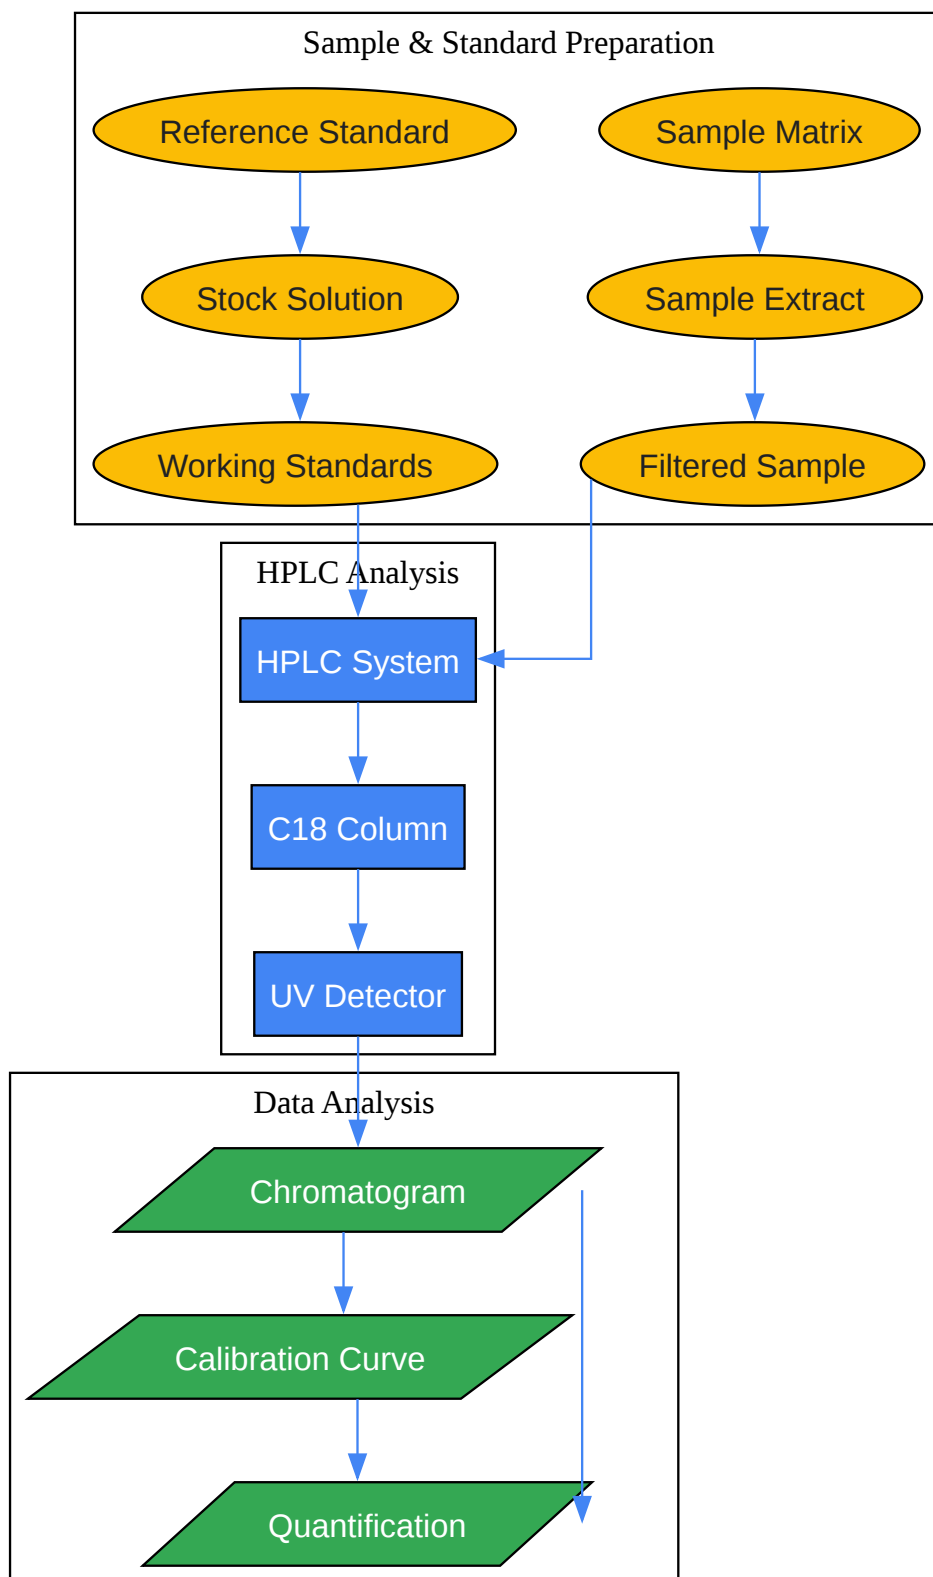 Sample & Standard Preparation
Reference Standard
Sample Matrix
Stock Solution
Sample Extract
Working Standards
Filtered Sample
HPLC Analysis
HPLC System
C18 Column
UV Detector
Data Analysis
Chromatogram
Calibration Curve
Quantification